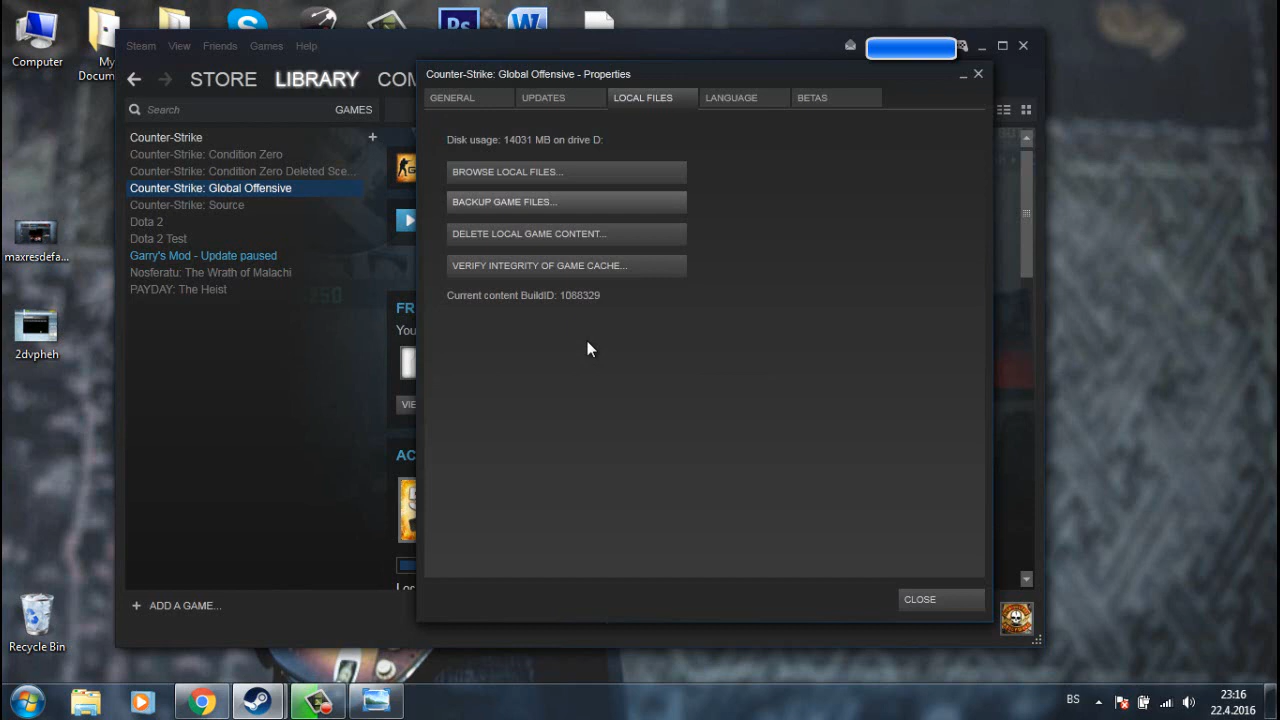 Computer
My
Docum...
Ps
W
Steam View Friends Games Help
STORE LIBRARY COM
Search GAMES
Counter-Strike
Counter-Strike: Condition Zero
Counter-Strike: Condition Zero Deleted Sce...
Counter-Strike: Global Offensive
Counter-Strike: Source
Dota 2
Dota 2 Test
Garry's Mod - Update paused
Nosferatu: The Wrath of Malachi
PAYDAY: The Heist
ADD A GAME...
FR
You
VIE
AC
Counter-Strike: Global Offensive - Properties
GENERAL UPDATES LOCAL FILES LANGUAGE BETAS
Disk usage: 14031 MB on drive D:
BROWSE LOCAL FILES...
BACKUP GAME FILES...
DELETE LOCAL GAME CONTENT...
VERIFY INTEGRITY OF GAME CACHE...
Current content BuildID: 1088329
CLOSE
maxresdefa...
2dvpheh
Recycle Bin
BS
23:16
22.4.2016